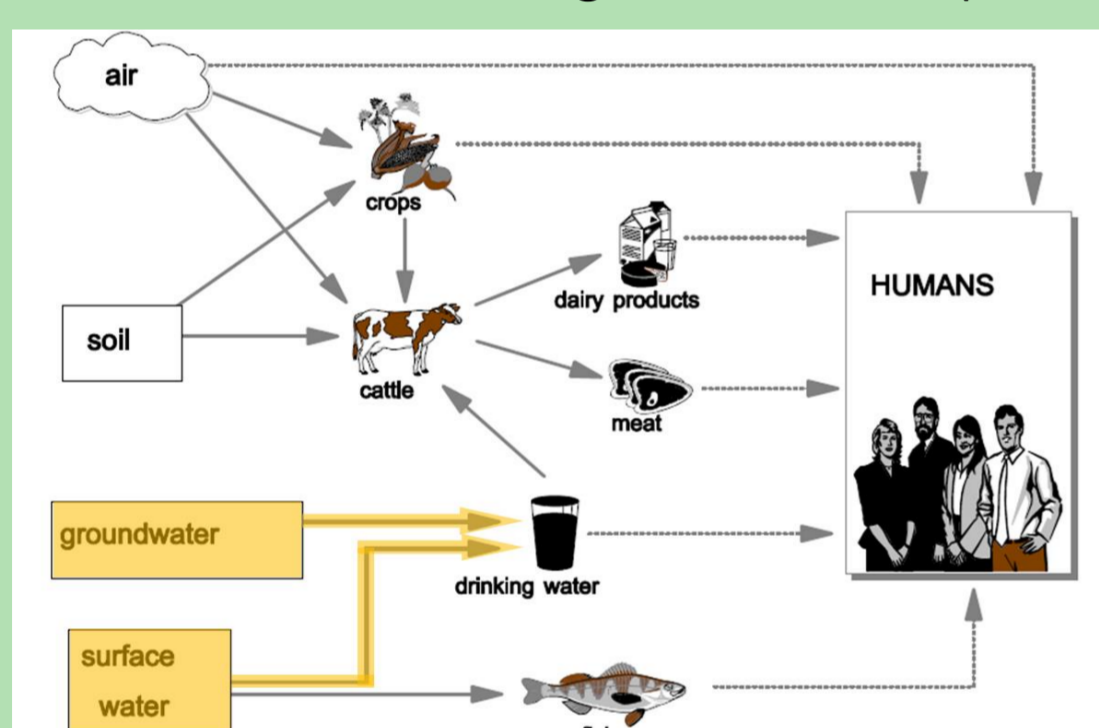 air
crops
dairy products
HUMANS
soil
cattle
meat
groundwater
drinking water
surface
water